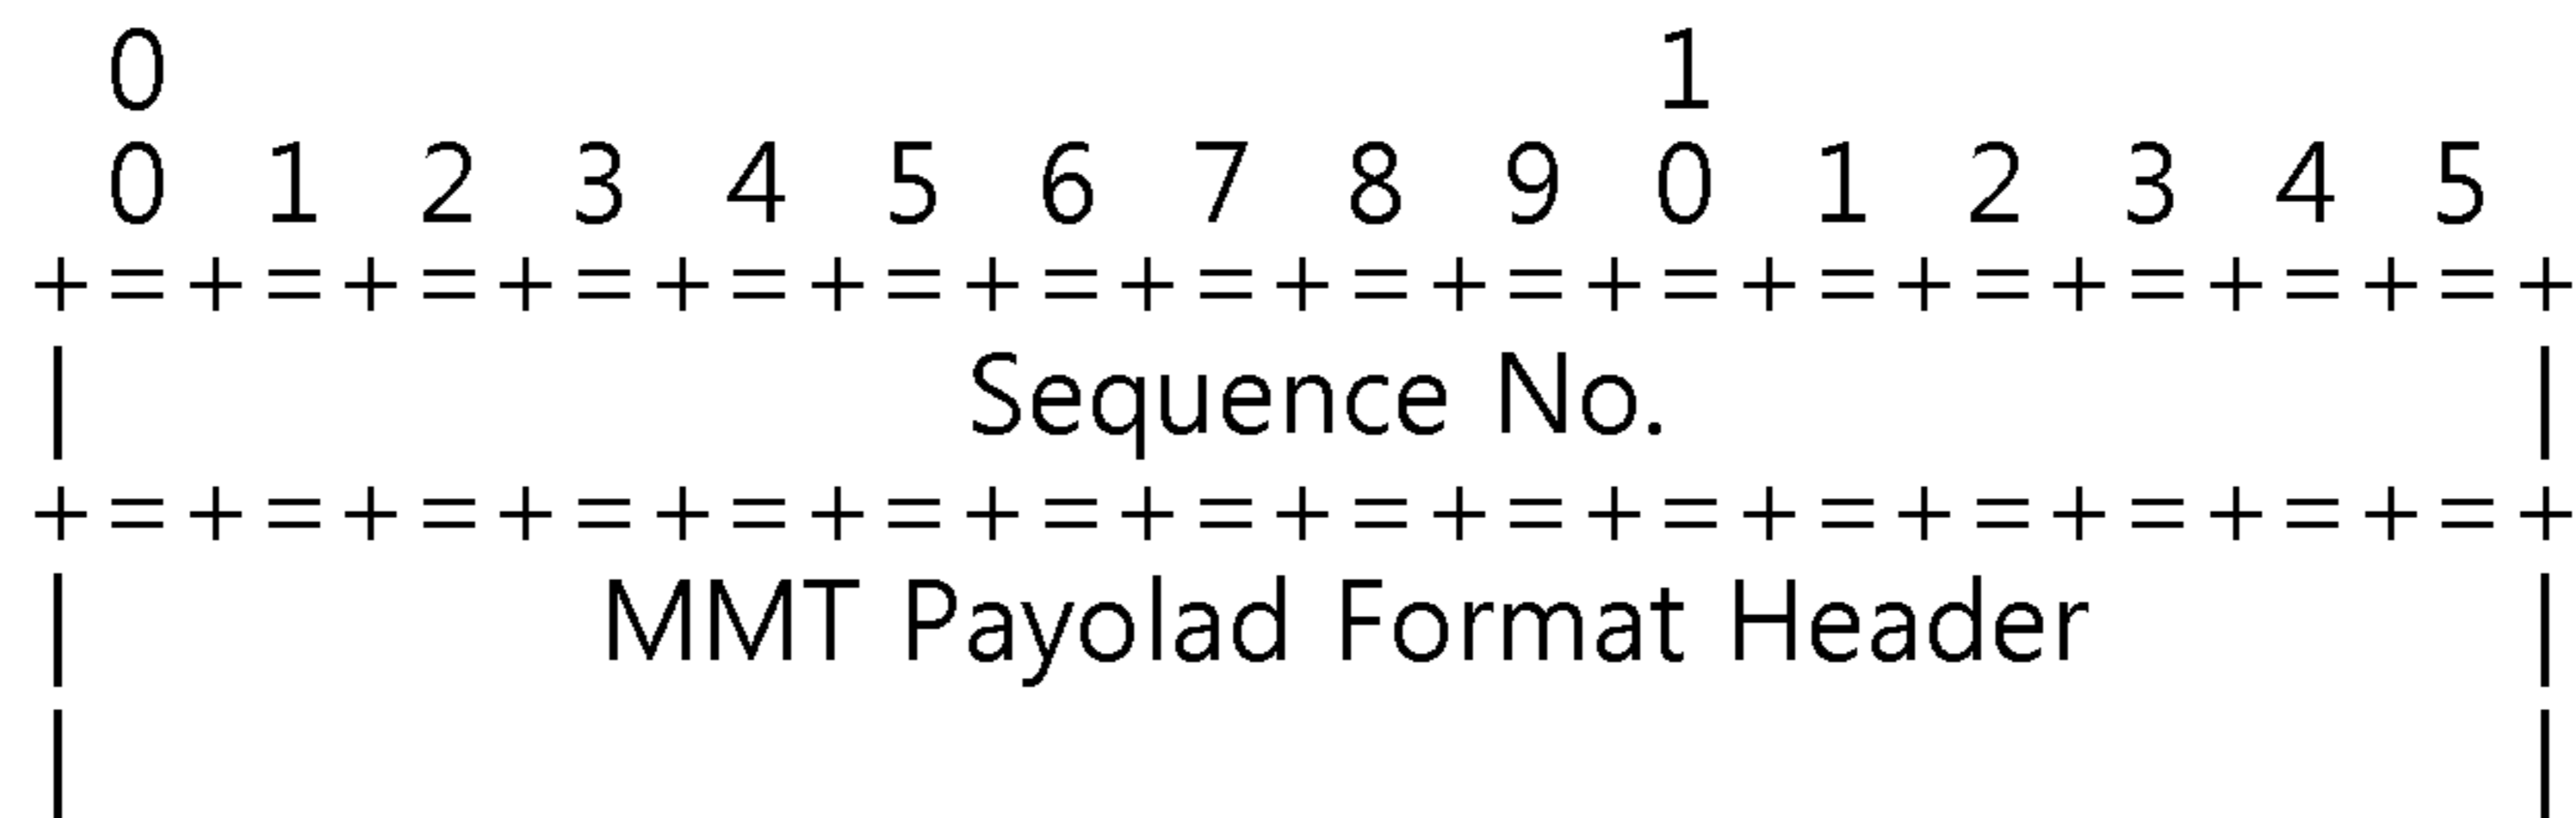 0 1
0 1 2 3 4 5 6 7 8 9 0 1 2 3 4 5
+=+=+=+=+=+=+=+=+=+=+=+=+=+=+=+=+
| Sequence No. |
+=+=+=+=+=+=+=+=+=+=+=+=+=+=+=+=+
| MMT Payolad Format Header |
| |